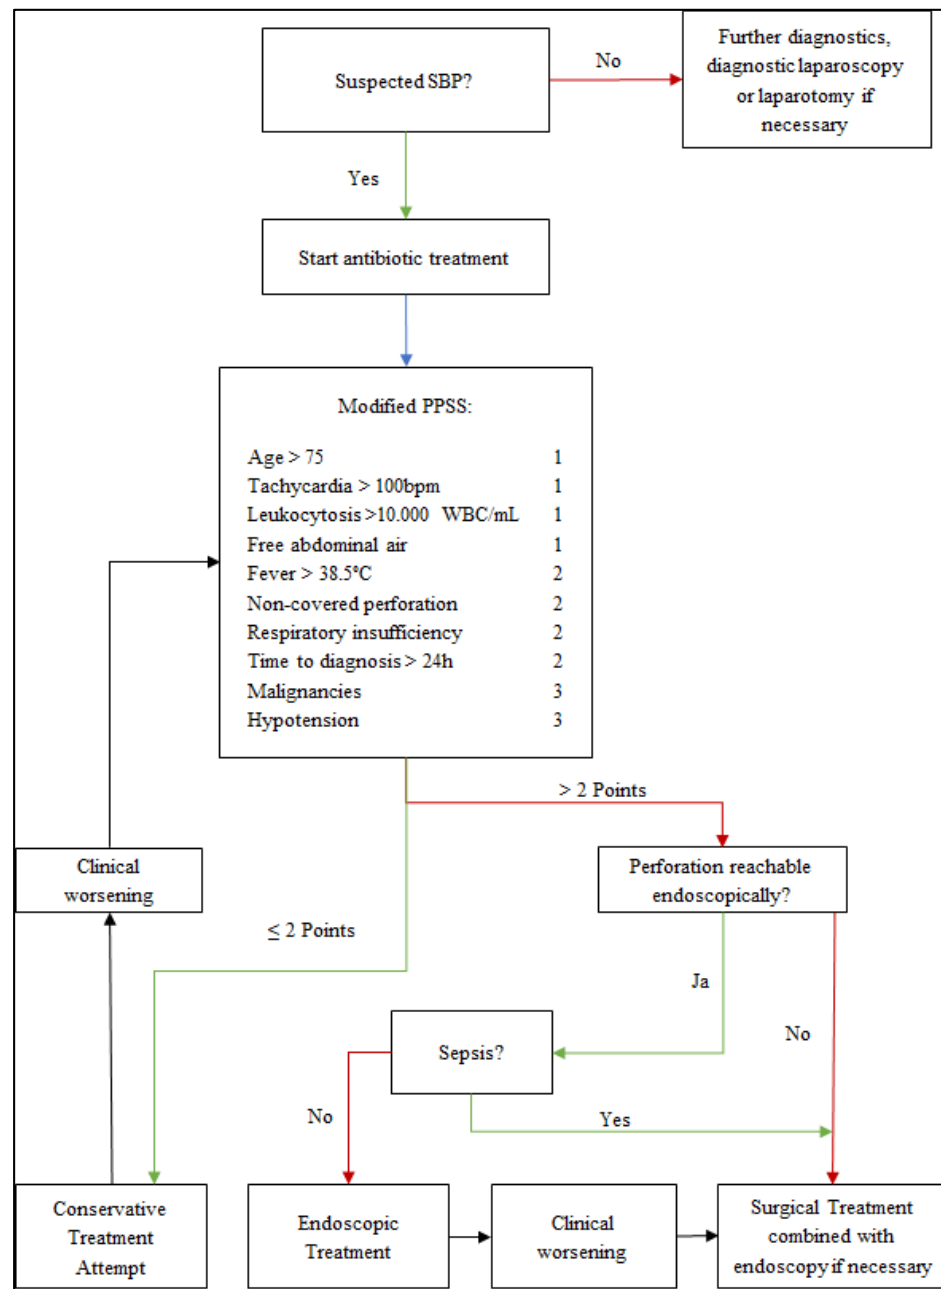 Suspected SBP?
No
Further diagnostics,
diagnostic laparoscopy
or laparotomy if
necessary
Yes
Start antibiotic treatment
Modified PPSS:
Age > 75 1
Tachycardia > 100bpm 1
Leukocytosis >10.000 WBC/mL 1
Free abdominal air 1
Fever > 38.5°C 2
Non-covered perforation 2
Respiratory insufficiency 2
Time to diagnosis > 24h 2
Malignancies 3
Hypotension 3
> 2 Points
Clinical
worsening
Perforation reachable
endoscopically?
≤ 2 Points
Ja
No
Sepsis?
No
Yes
Conservative
Treatment
Attempt
Endoscopic
Treatment
Clinical
worsening
Surgical Treatment
combined with
endoscopy if necessary